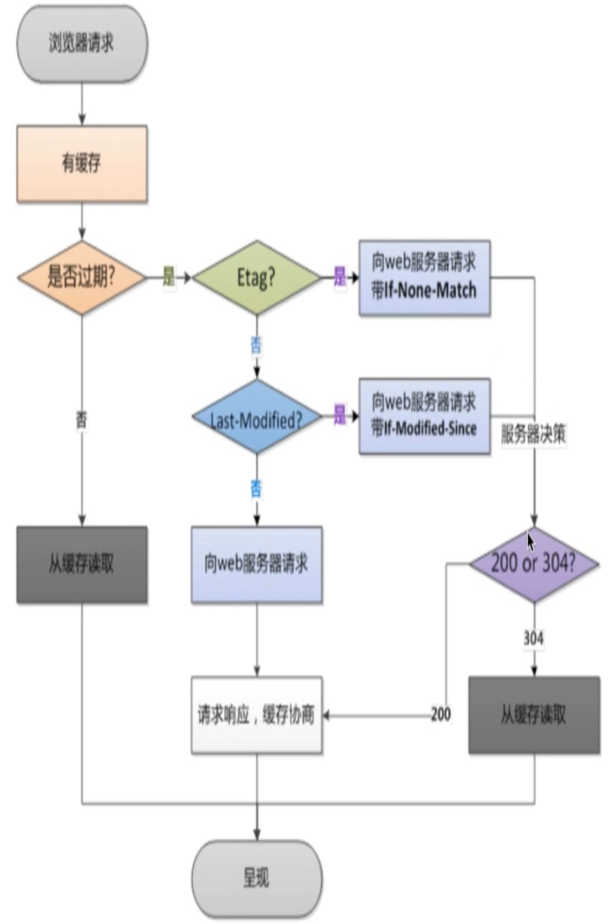 浏览器请求
有缓存
是否过期?
是
Etag?
是
向web服务器请求
带If-None-Match
否
否
Last-Modified?
是
向web服务器请求
带If-Modified-Since
服务器决策
否
从缓存读取
向web服务器请求
200 or 304?
304
请求响应，缓存协商
200
从缓存读取
呈现